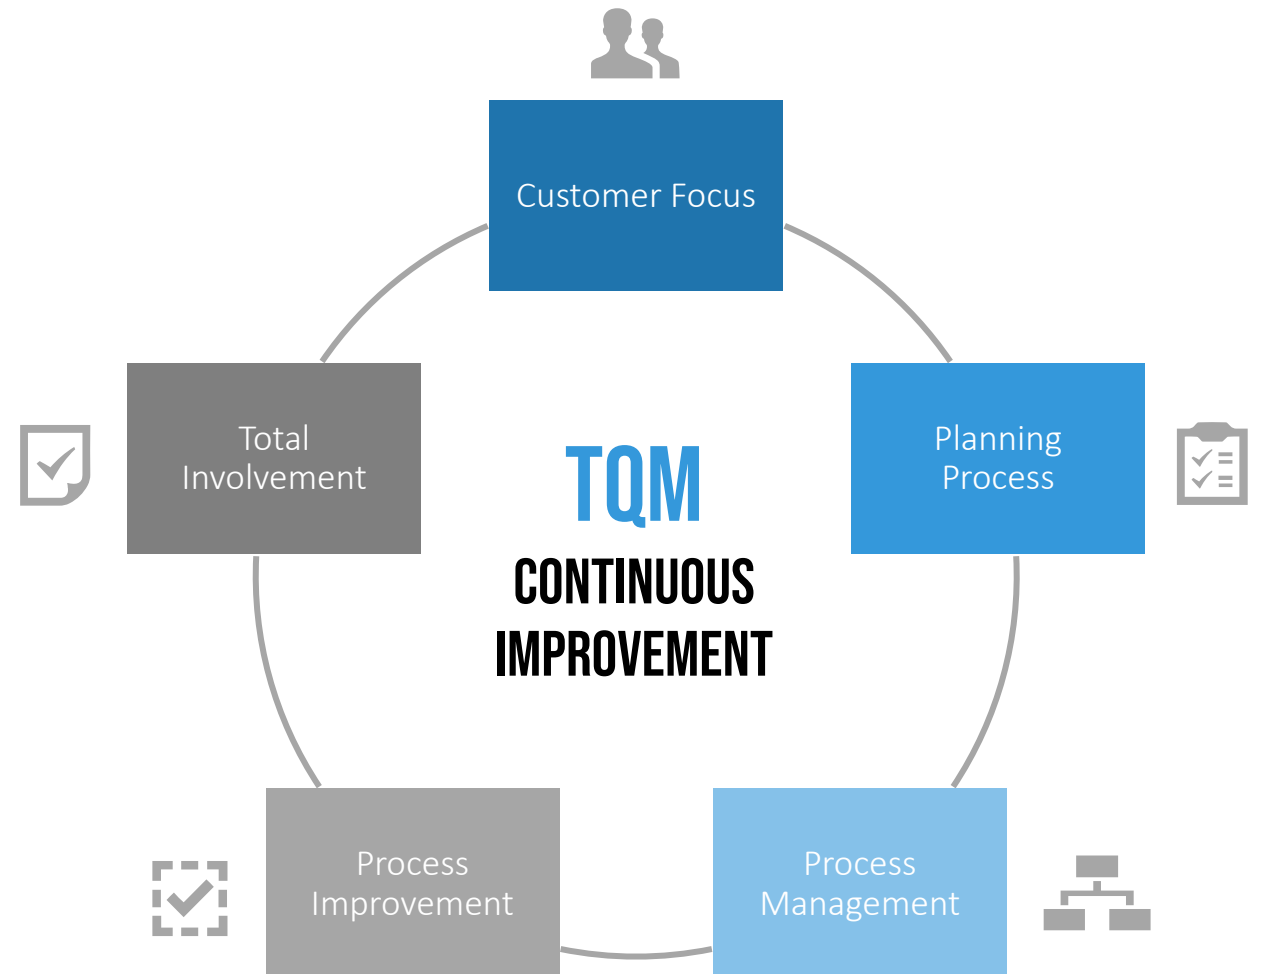 Customer Focus
Total
Involvement
Planning
Process
TQM
CONTINUOUS
IMPROVEMENT
Process
Improvement
Process
Management